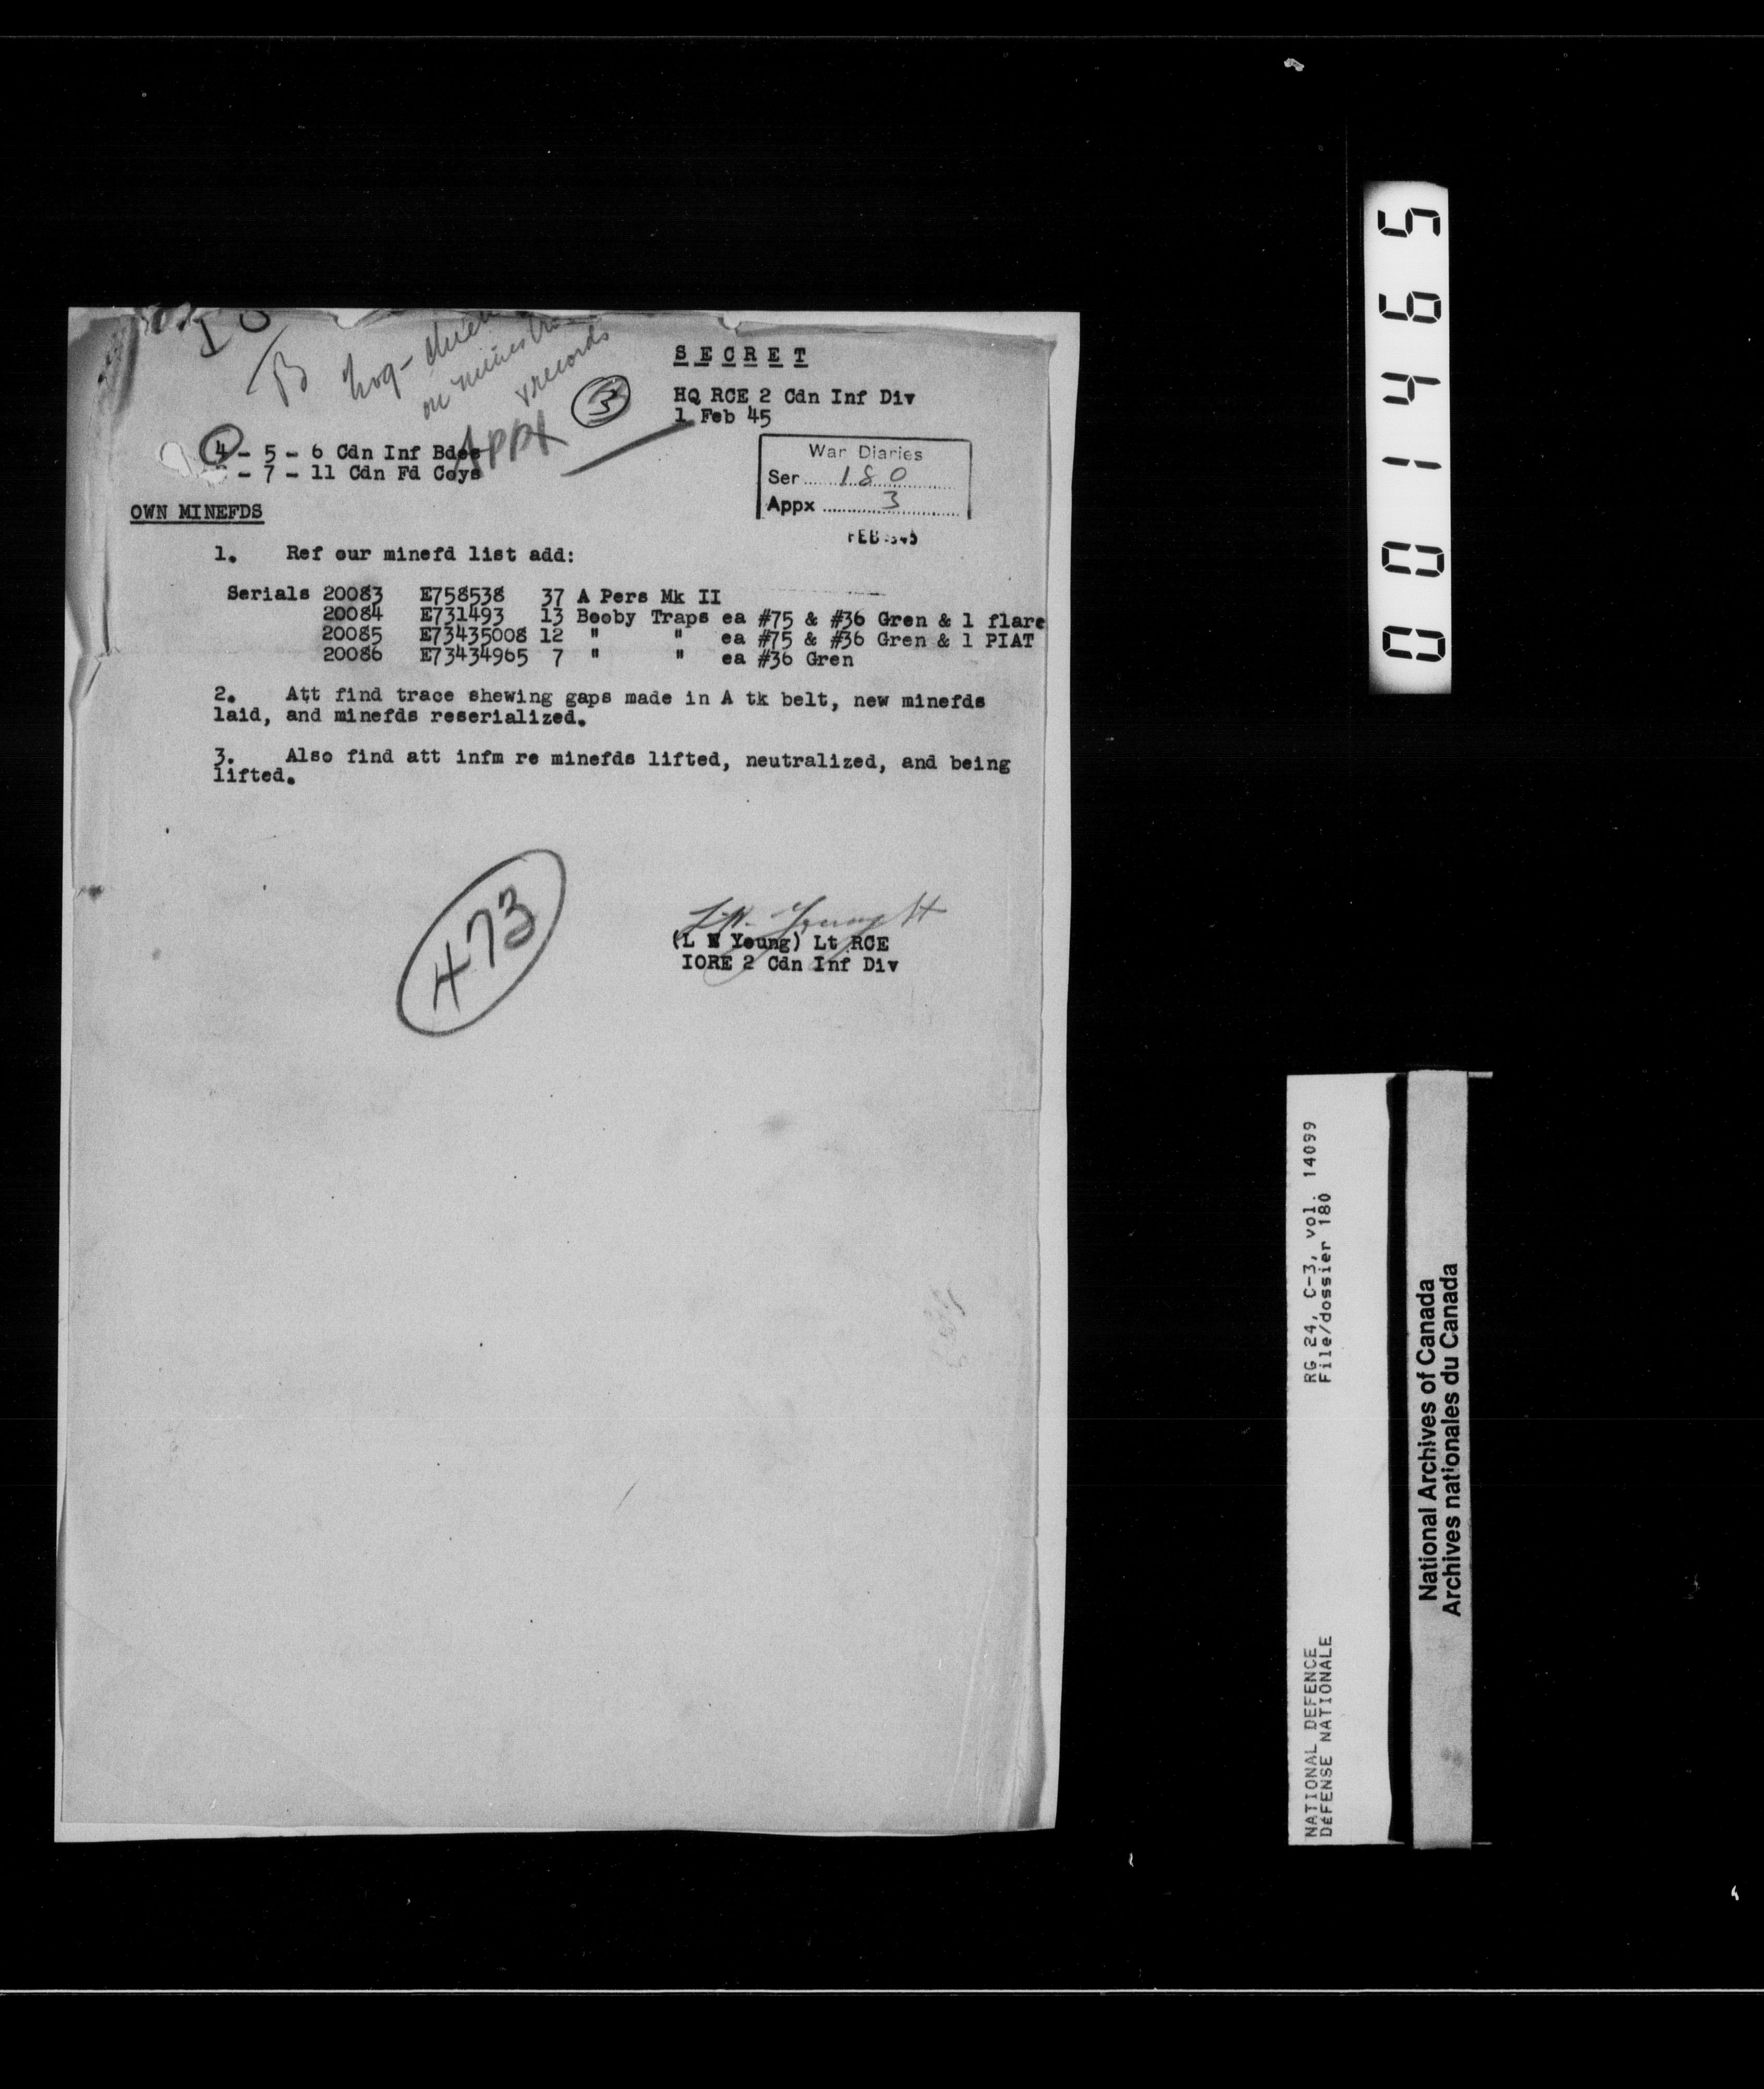 & records
Appx
3
SECRET
HQ RCE 2 Cdn Inf Div
1 Feb 45
4 - 5 - 6 Cdn Inf Bdes
- 7 - 11 Cdn Fd Coys
War Diaries
Ser 180
Appx 3
FEB
OWN MINEFDS
1. Ref our minefd list add:
Serials 20083 E758538 37 A Pers Mk II
20084 E731493 13 Booby Traps ea #75 & #36 Gren & 1 flare
20085 E73435008 12 " " ea #75 & #36 Gren & 1 PIAT
20086 E73434965 7 " " ea #36 Gren
2. Att find trace shewing gaps made in A tk belt, new minefds
laid, and minefds reserialized.
3. Also find att infm re minefds lifted, neutralized, and being
lifted.
473
(L Young) Lt RCE
IORE 2 Cdn Inf Div
001465
RG 24, C-3, vol. 14099
File/dossier 180
NATIONAL DEFENCE
DéFENSE NATIONALE
National Archives of Canada
Archives nationales du Canada